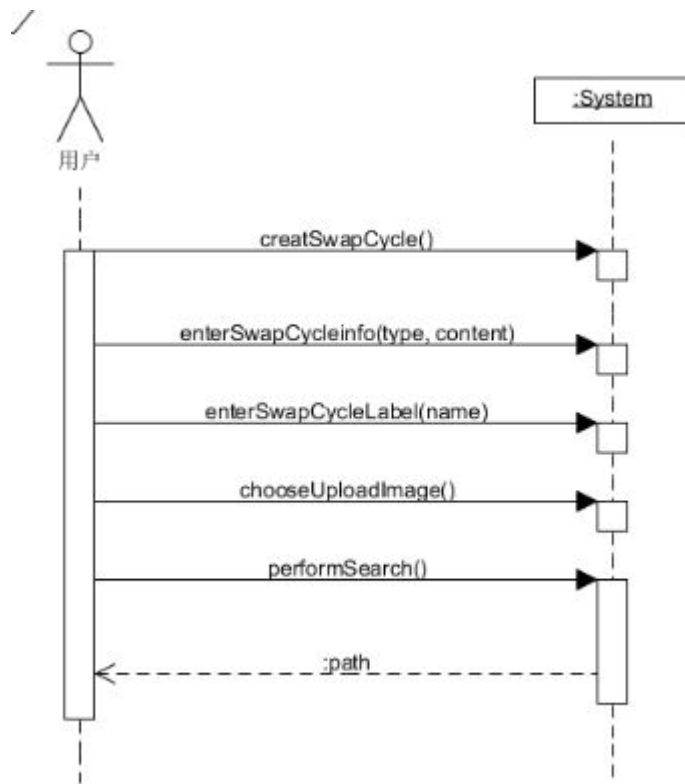 :System
用户
creatSwapCycle()
enterSwapCycleinfo(type, content)
enterSwapCycleLabel(name)
chooseUploadImage()
performSearch()
:path